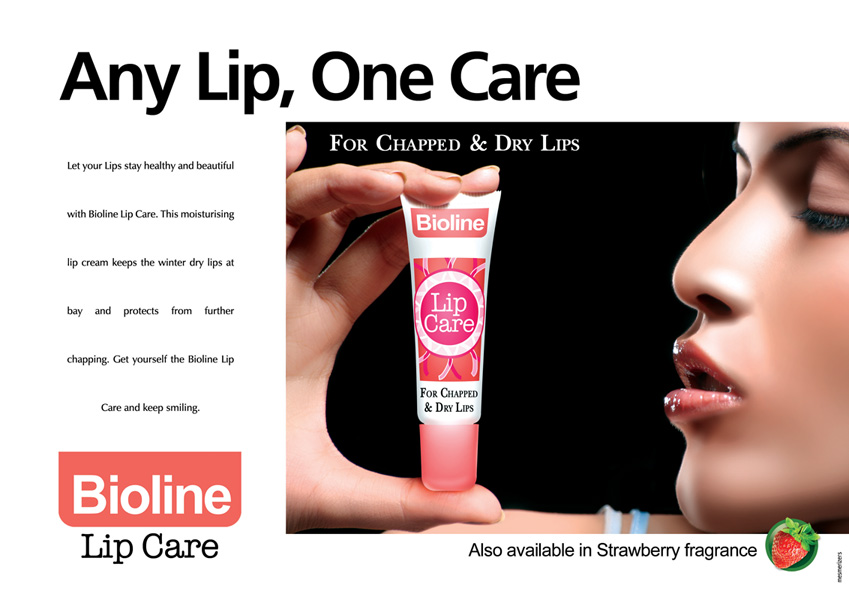 Any Lip, One Care
Let your Lips stay healthy and beautiful
with Bioline Lip Care. This moisturising
lip cream keeps the winter dry lips at
bay and protects from further
chapping. Get yourself the Bioline Lip
Care and keep smiling.
Bioline
Lip Care
For Chapped & Dry Lips
Bioline
Lip
Care
For Chapped
& Dry Lips
Also available in Strawberry fragrance
mesmerizers